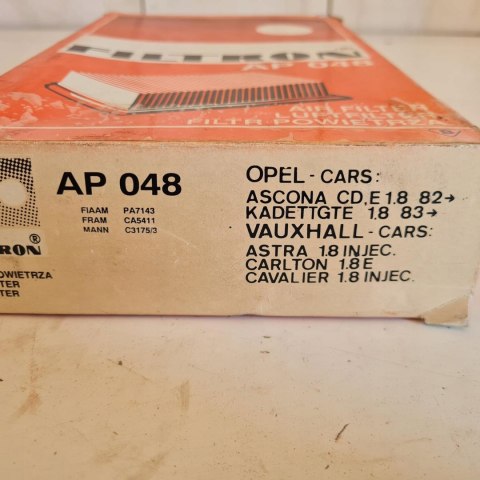 FILTRON
AP 048
AIR FILTER
LUFTFILTER
FILTR POWIETRZA
RON®
OWIETRZA
TER
TER
AP 048
FIAAM PA7143
FRAM CA5411
MANN C3175/3
OPEL - CARS:
ASCONA CD,E 1.8 82→
KADETTGTE 1.8 83→
VAUXHALL - CARS:
ASTRA 1.8 INJEC.
CARLTON 1.8 E
CAVALIER 1.8 INJEC.